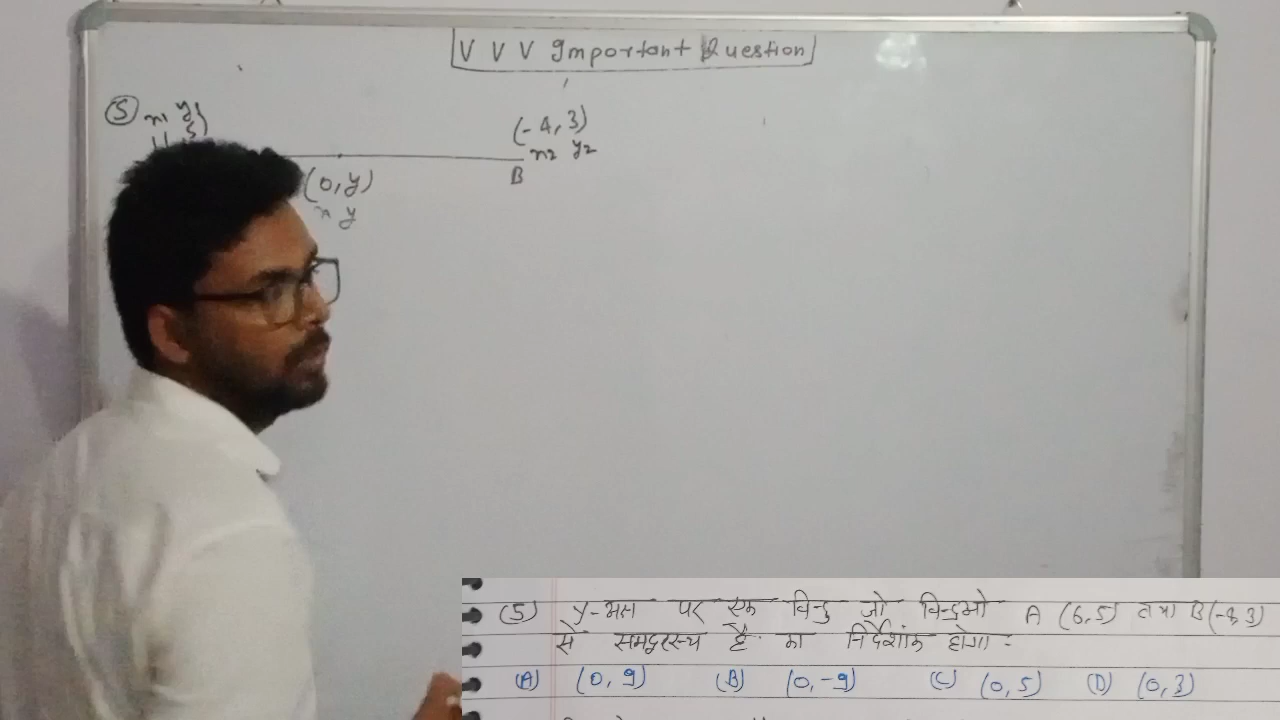 V V V Important Question
(5) x1 y1
(-4, 3)
x2 y2
B
(0, y)
x y
(5) y-अक्ष पर एक बिन्दु जो बिन्दुओ A (6,5) तथा B(-4,3)
से समदूरस्थ है का निर्देशांक होगा :-
(A) (0, 9) (B) (0,-9) (C) (0, 5) (D) (0, 3)